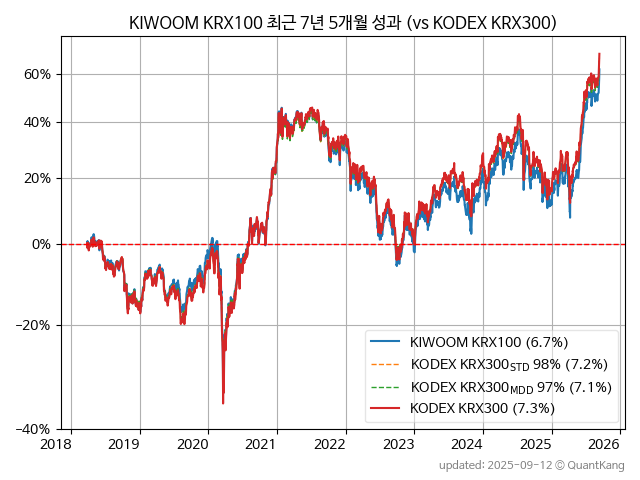 KIWOOM KRX100 최근 7년 5개월 성과 (vs KODEX KRX300)
60%
40%
20%
0%
−20%
−40%
KIWOOM KRX100 (6.7%)
KODEX KRX300STD 98% (7.2%)
KODEX KRX300MDD 97% (7.1%)
KODEX KRX300 (7.3%)
2018 2019 2020 2021 2022 2023 2024 2025 2026
updated: 2025-09-12 © QuantKang